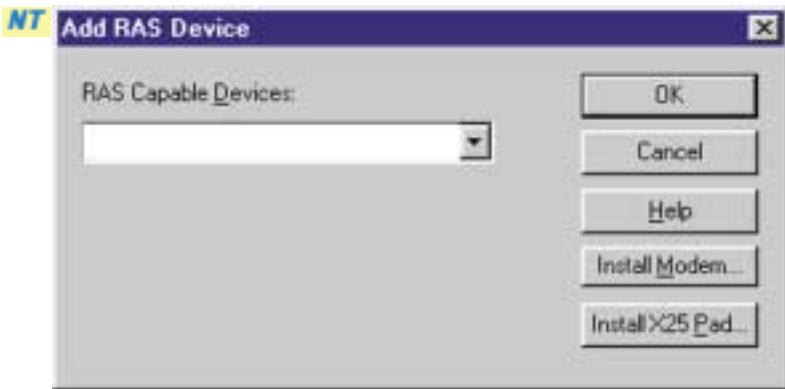 NT
Add RAS Device
RAS Capable Devices:
OK
Cancel
Help
Install Modem...
Install X25 Pad...